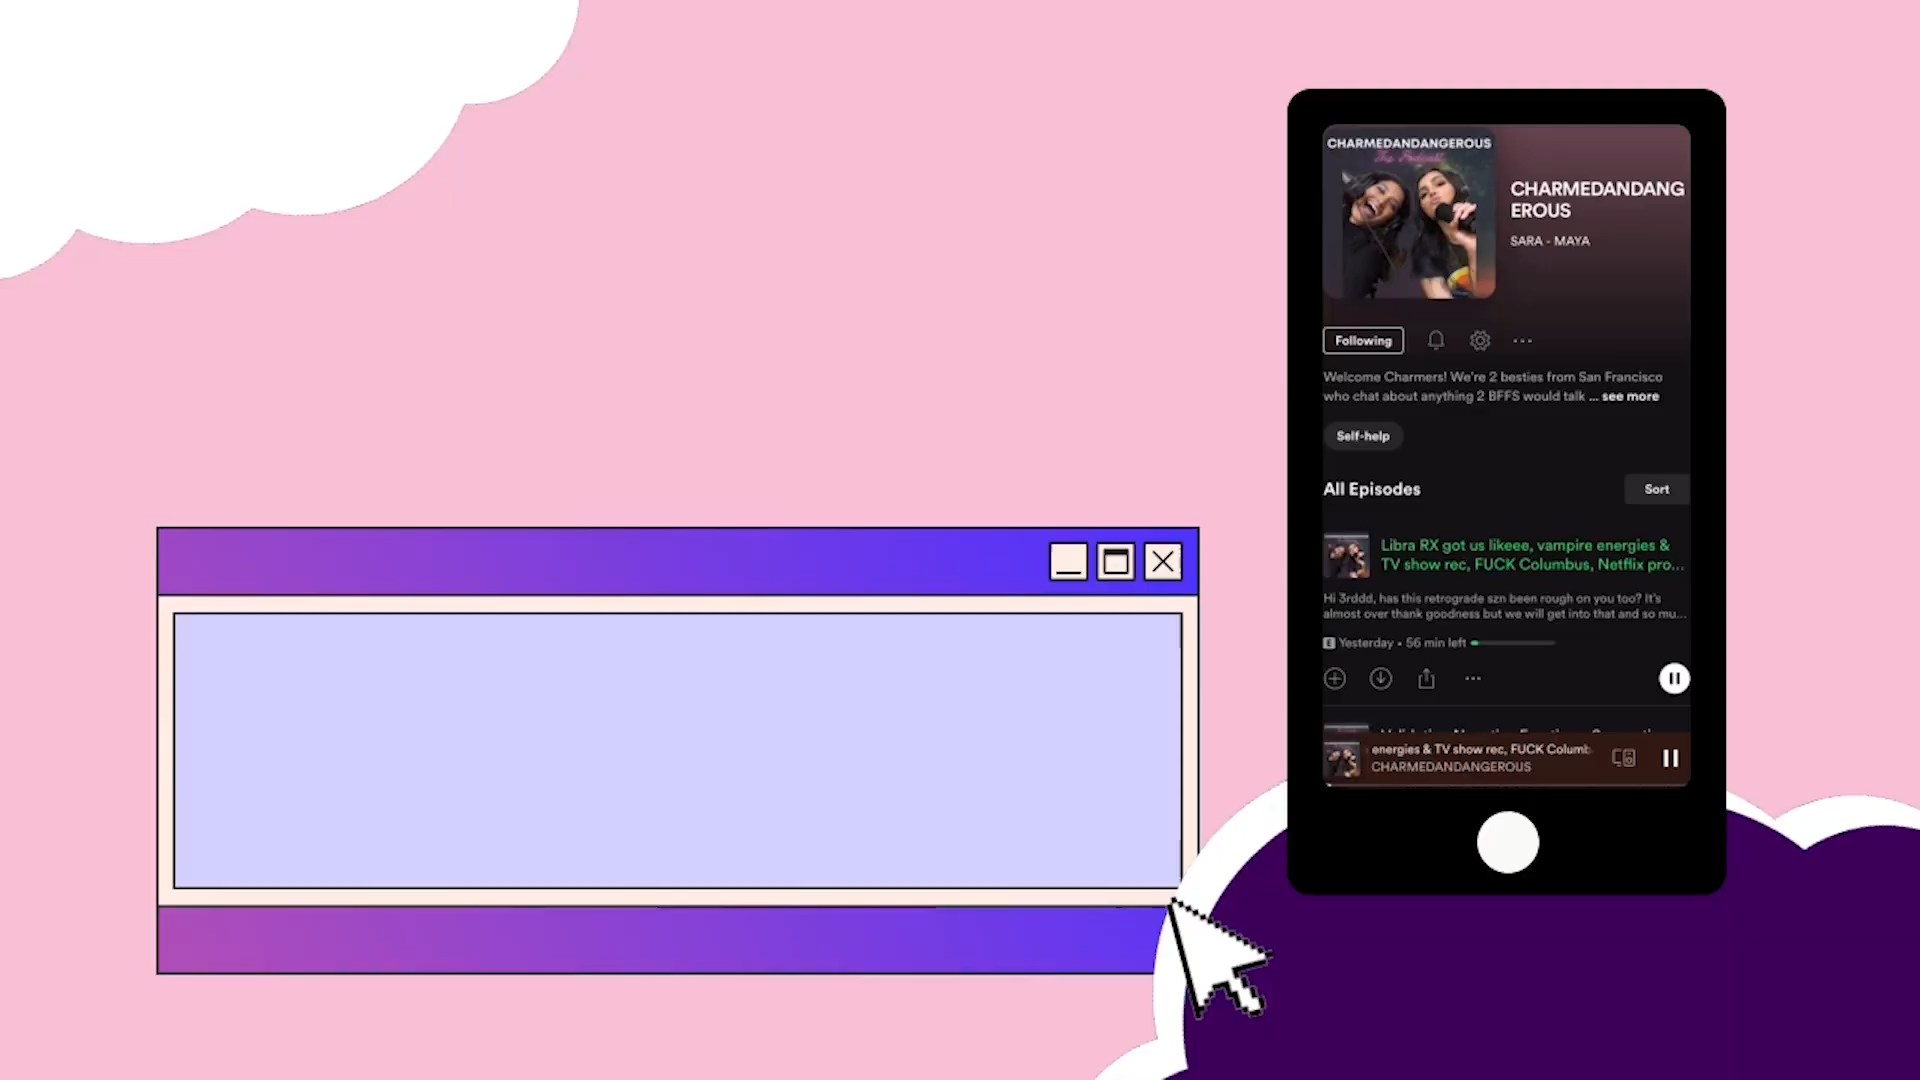 CHARMEDANDANGEROUS
The Podcast
CHARMEDANDANG
EROUS
SARA - MAYA
Following
Welcome Charmers! We're 2 besties from San Francisco
who chat about anything 2 BFFS would talk ... see more
Self-help
All Episodes
Sort
Libra RX got us likeee, vampire energies &
TV show rec, FUCK Columbus, Netflix pro...
Hi 3rddd, has this retrograde szn been rough on you too? It's
almost over thank goodness but we will get into that and so mu...
E Yesterday • 56 min left
energies & TV show rec, FUCK Columb
CHARMEDANDANGEROUS